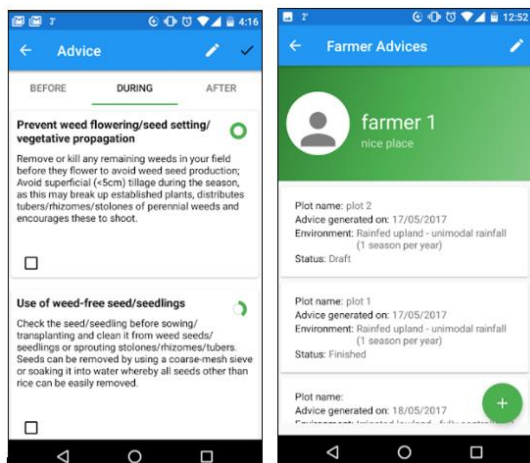 4:16
Advice
BEFORE DURING AFTER
Prevent weed flowering/seed setting/
vegetative propagation
Remove or kill any remaining weeds in your field
before they flower to avoid weed seed production;
Avoid superficial (<5cm) tillage during the season,
as this may break up established plants, distributes
tubers/rhizomes/stolones of perennial weeds and
encourages these to shoot.
Use of weed-free seed/seedlings
Check the seed/seedling before sowing/
transplanting and clean it from weed seeds/
seedlings or sprouting stolones/rhizomes/tubers.
Seeds can be removed by using a coarse-mesh sieve
or soaking it into water whereby all seeds other than
rice can be easily removed.
12:52
Farmer Advices
farmer 1
nice place
Plot name: plot 2
Advice generated on: 17/05/2017
Environment: Rainfed upland - unimodal rainfall
(1 season per year)
Status: Draft
Plot name: plot 1
Advice generated on: 17/05/2017
Environment: Rainfed upland - unimodal rainfall
(1 season per year)
Status: Finished
Plot name:
Advice generated on: 18/05/2017